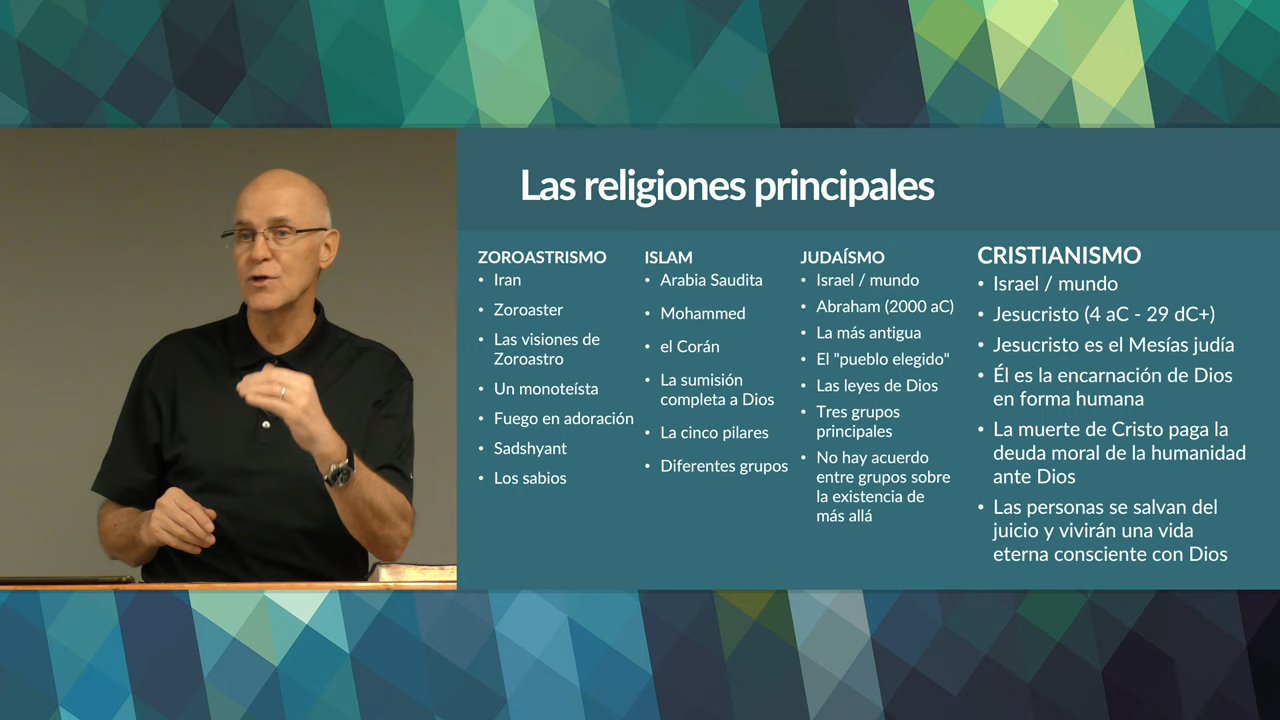 Las religiones principales
ZOROASTRISMO
• Iran
• Zoroaster
• Las visiones de
Zoroastro
• Un monoteísta
• Fuego en adoración
• Sadshyant
• Los sabios
ISLAM
• Arabia Saudita
• Mohammed
• el Corán
• La sumisión
completa a Dios
• La cinco pilares
• Diferentes grupos
JUDAÍSMO
• Israel / mundo
• Abraham (2000 aC)
• La más antigua
• El "pueblo elegido"
• Las leyes de Dios
• Tres grupos
principales
• No hay acuerdo
entre grupos sobre
la existencia de
más allá
CRISTIANISMO
• Israel / mundo
• Jesucristo (4 aC - 29 dC+)
• Jesucristo es el Mesías judía
• Él es la encarnación de Dios
en forma humana
• La muerte de Cristo paga la
deuda moral de la humanidad
ante Dios
• Las personas se salvan del
juicio y vivirán una vida
eterna consciente con Dios